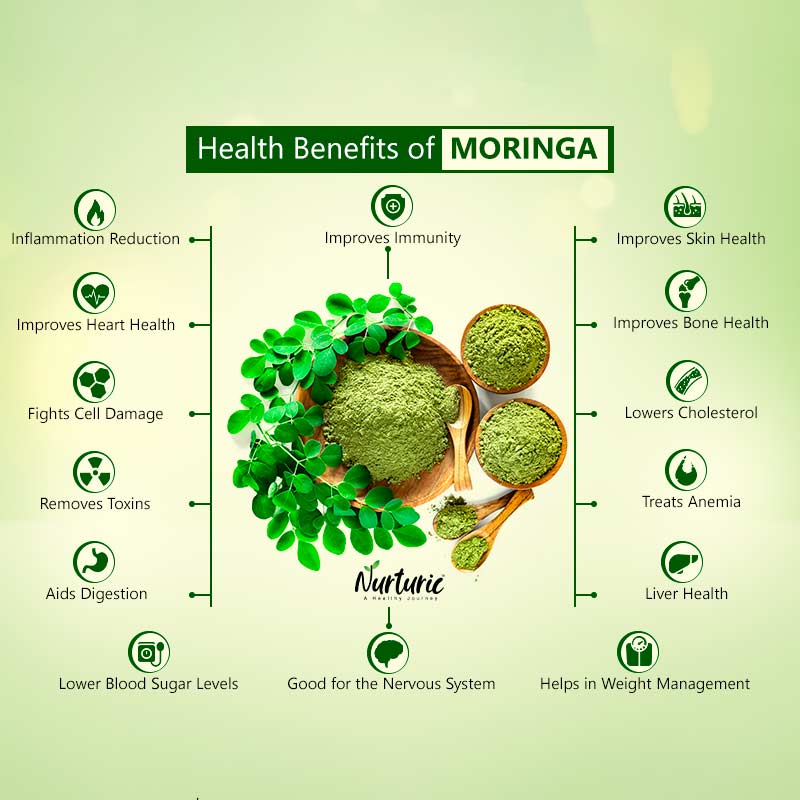 Health Benefits of MORINGA
Inflammation Reduction
Improves Immunity
Improves Skin Health
Improves Heart Health
Improves Bone Health
Fights Cell Damage
Lowers Cholesterol
Removes Toxins
Treats Anemia
Aids Digestion
Liver Health
Nurturic
A Healthy Journey
Lower Blood Sugar Levels
Good for the Nervous System
Helps in Weight Management